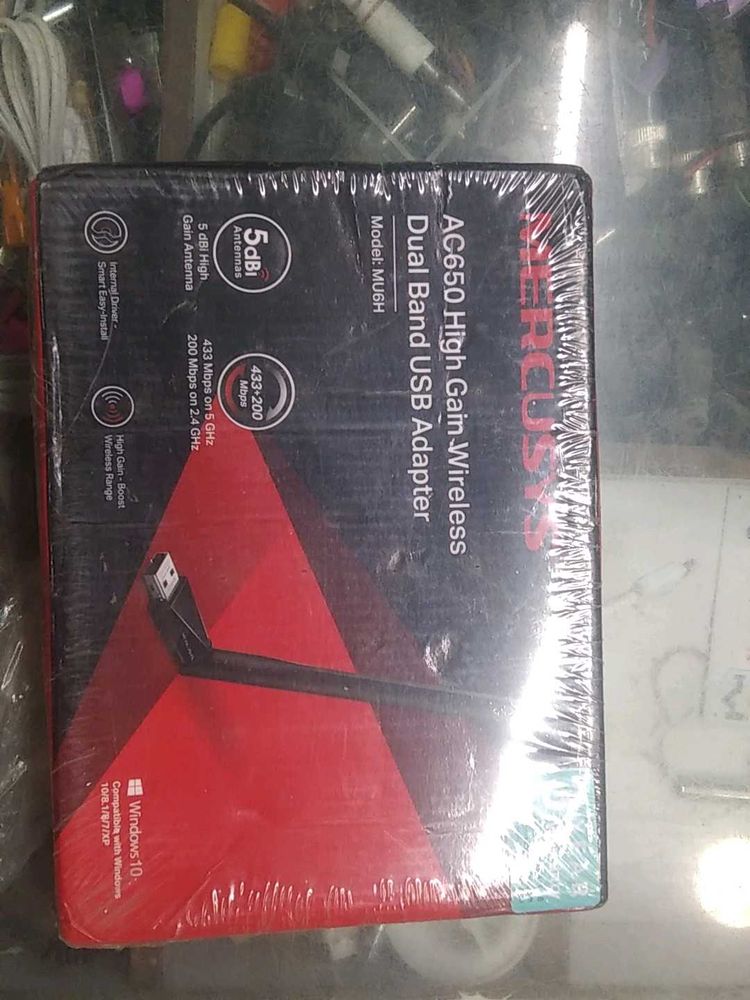 MERCUSYS
AC650 High Gain Wireless
Dual Band USB Adapter
Model: MU6H
5dBi
Antennas
5 dBi High
Gain Antenna
433+200
Mbps
433 Mbps on 5 GHz
200 Mbps on 2.4 GHz
Internal Driver -
Smart Easy-Install
High Gain - Boost
Wireless Range
Windows 10
Compatible with Windows
10/8.1/8/7/XP